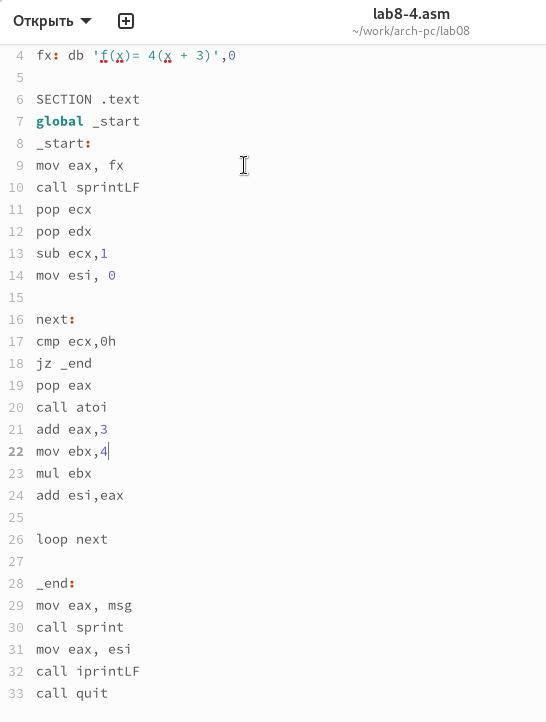 Открыть
lab8-4.asm
~/work/arch-pc/lab08
4 fx: db 'f(x)= 4(x + 3)',0
5
6 SECTION .text
7 global _start
8 _start:
9 mov eax, fx
10 call sprintLF
11 pop ecx
12 pop edx
13 sub ecx,1
14 mov esi, 0
15
16 next:
17 cmp ecx,0h
18 jz _end
19 pop eax
20 call atoi
21 add eax,3
22 mov ebx,4
23 mul ebx
24 add esi,eax
25
26 loop next
27
28 _end:
29 mov eax, msg
30 call sprint
31 mov eax, esi
32 call iprintLF
33 call quit